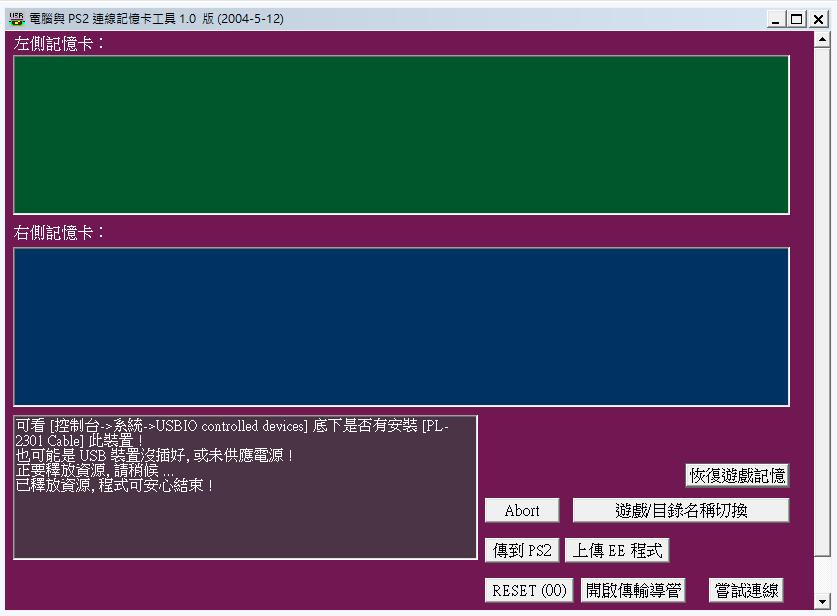 電腦與 PS2 連線記憶卡工具 1.0 版 (2004-5-12)
左側記憶卡：
右側記憶卡：
可看 [控制台->系統->USBIO controlled devices] 底下是否有安裝 [PL-
2301 Cable] 此裝置！
也可能是 USB 裝置沒插好, 或未供應電源！
正要釋放資源, 請稍候 ...
已釋放資源, 程式可安心結束！
恢復遊戲記憶
Abort
遊戲/目錄名稱切換
傳到 PS2
上傳 EE 程式
RESET (00)
開啟傳輸導管
嘗試連線